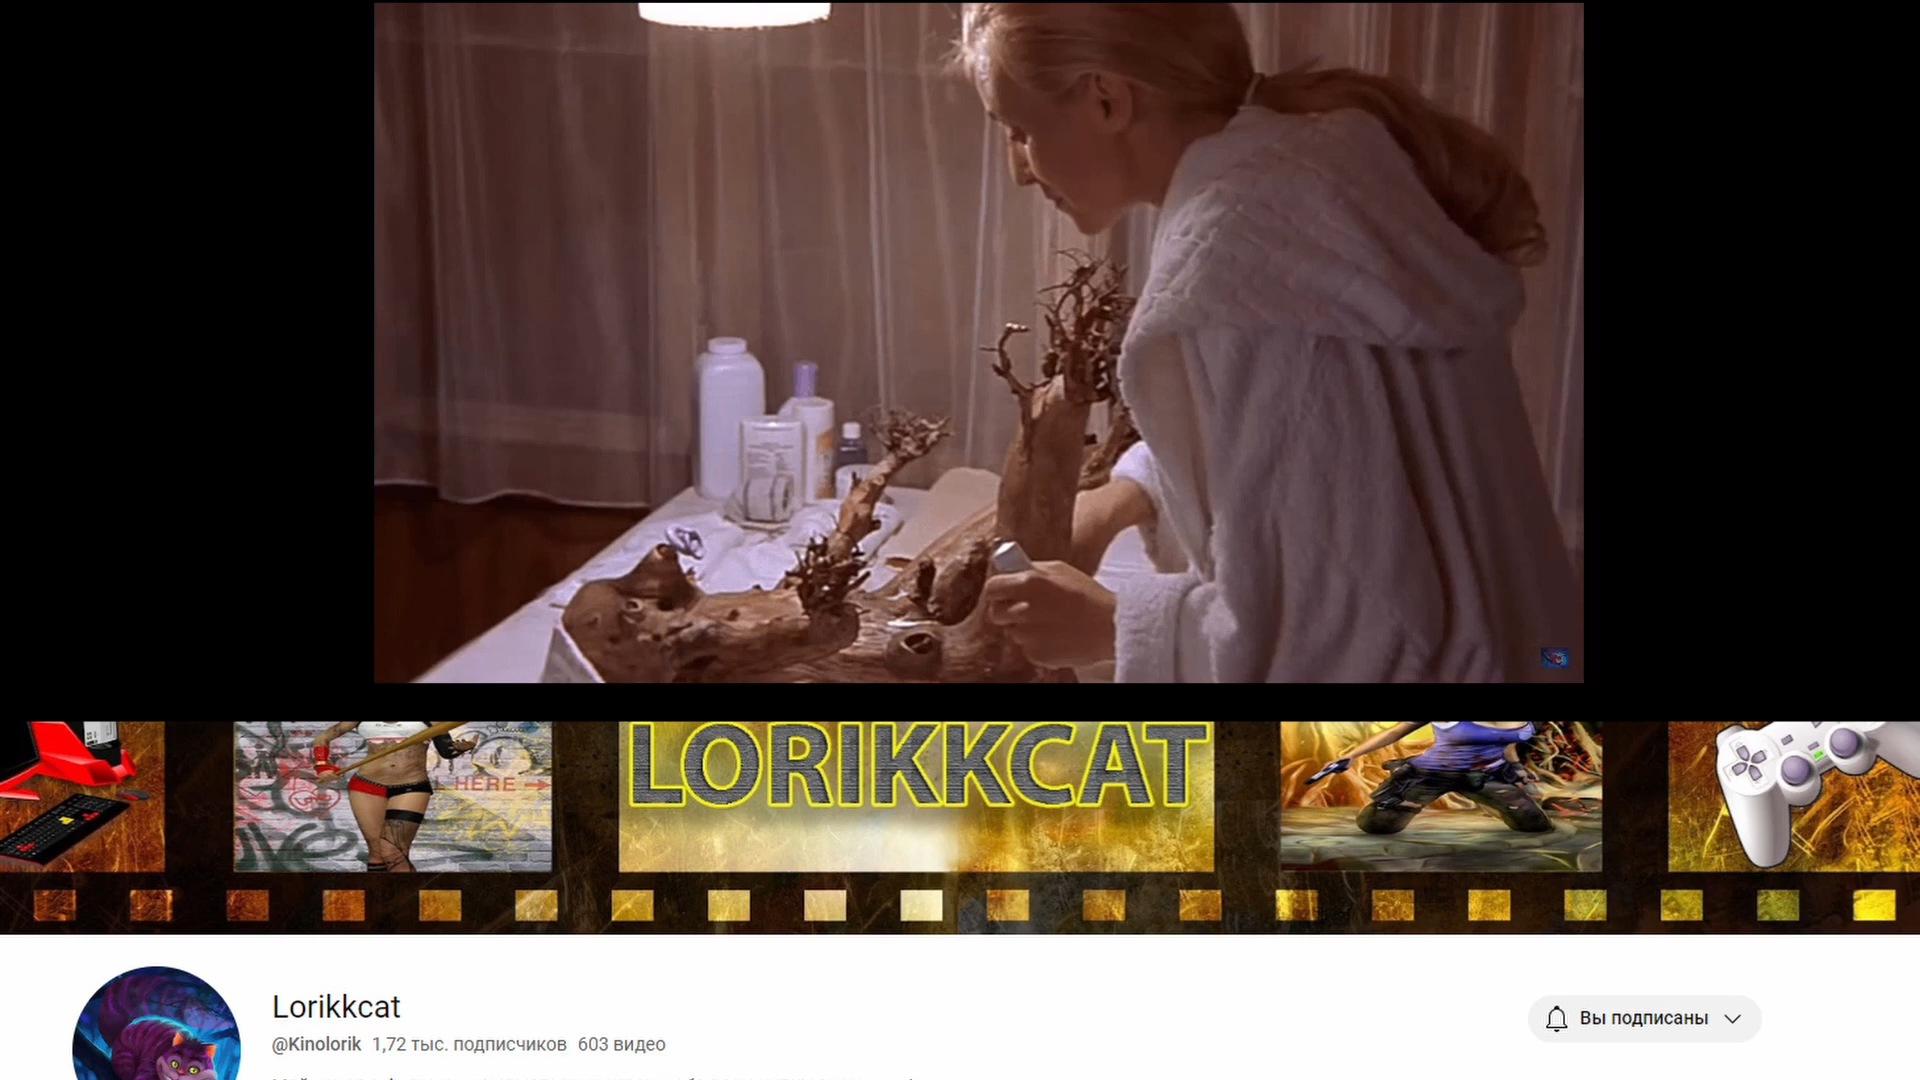 HERE
LORIKKCAT
Lorikkcat
@Kinolorik 1,72 тыс. подписчиков 603 видео
Вы подписаны